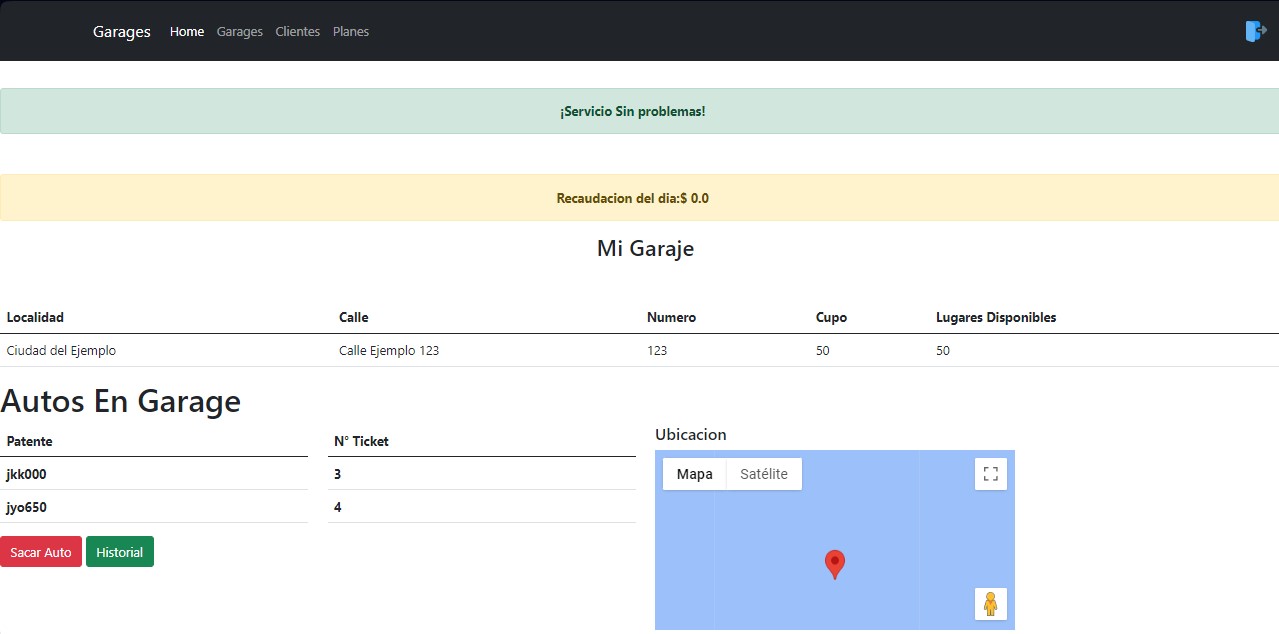 Garages Home Garages Clientes Planes
¡Servicio Sin problemas!
Recaudacion del dia:$ 0.0
Mi Garaje
Localidad Calle Numero Cupo Lugares Disponibles
Ciudad del Ejemplo Calle Ejemplo 123 123 50 50
Autos En Garage
Patente N° Ticket
jkk000 3
jyo650 4
Sacar Auto Historial
Ubicacion
Mapa Satélite